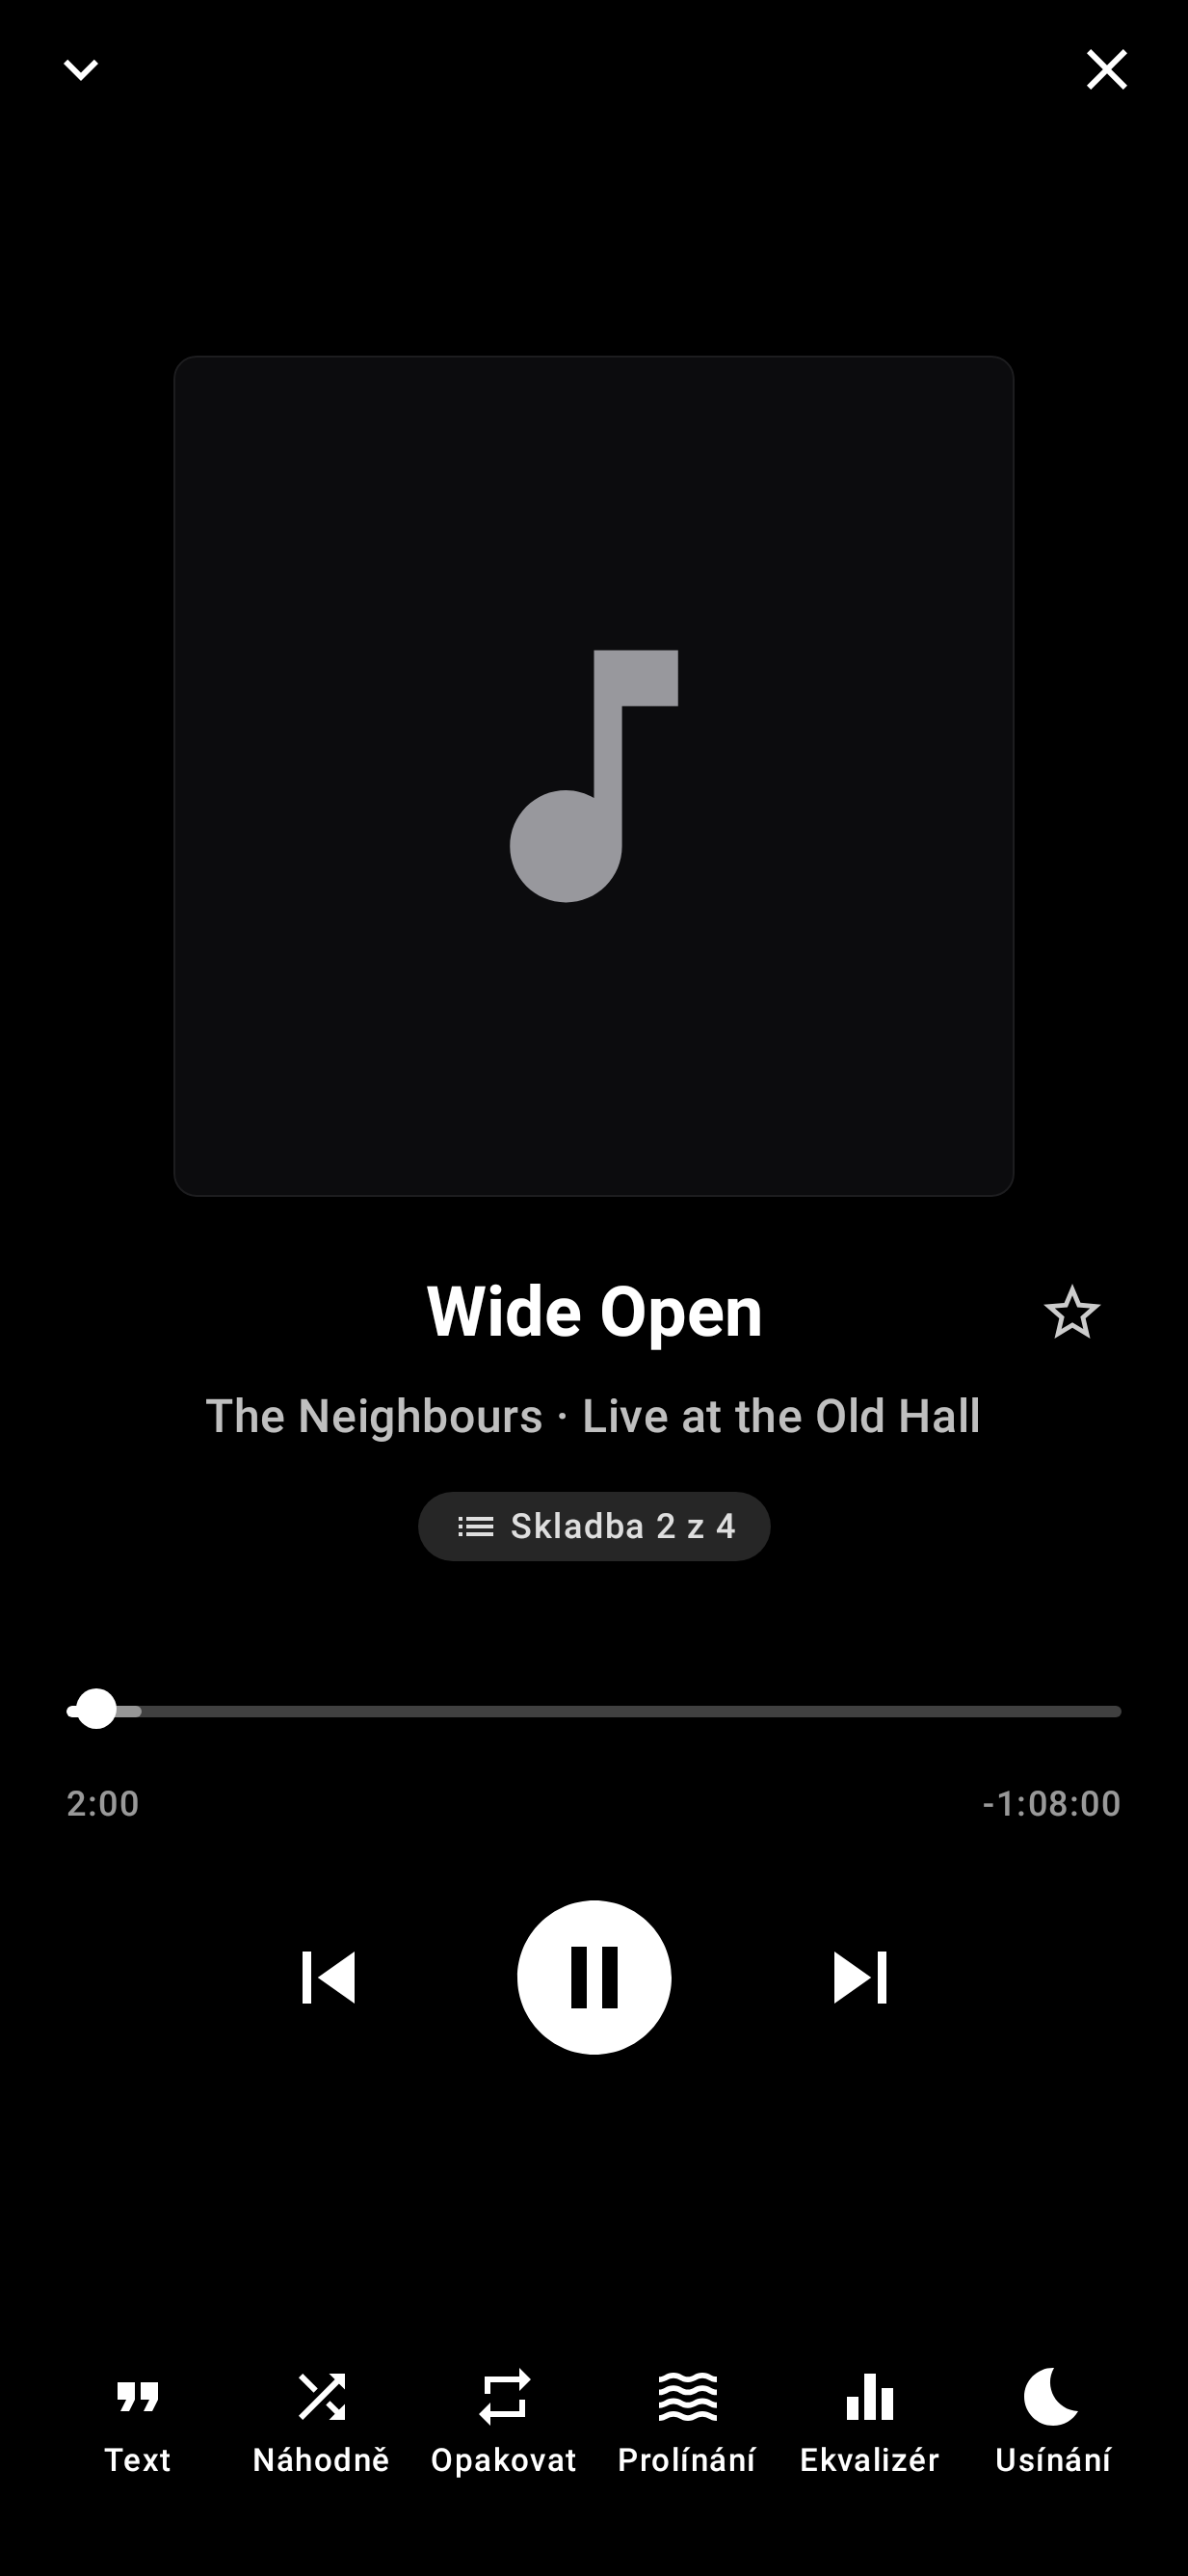 Wide Open
The Neighbours · Live at the Old Hall
Skladba 2 z 4
2:00
-1:08:00
Text
Náhodně
Opakovat
Prolínání
Ekvalizér
Usínání